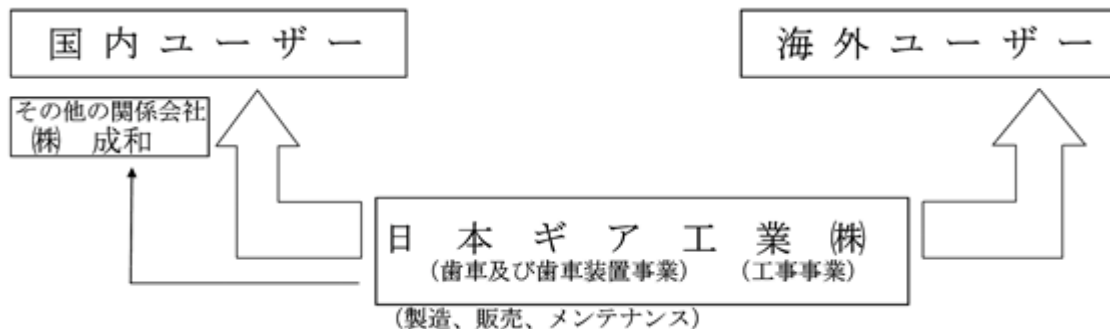 国内ユーザー
海外ユーザー
その他の関係会社
㈱ 成和
日本ギア工業㈱
(歯車及び歯車装置事業) (工事事業)
(製造、販売、メンテナンス)